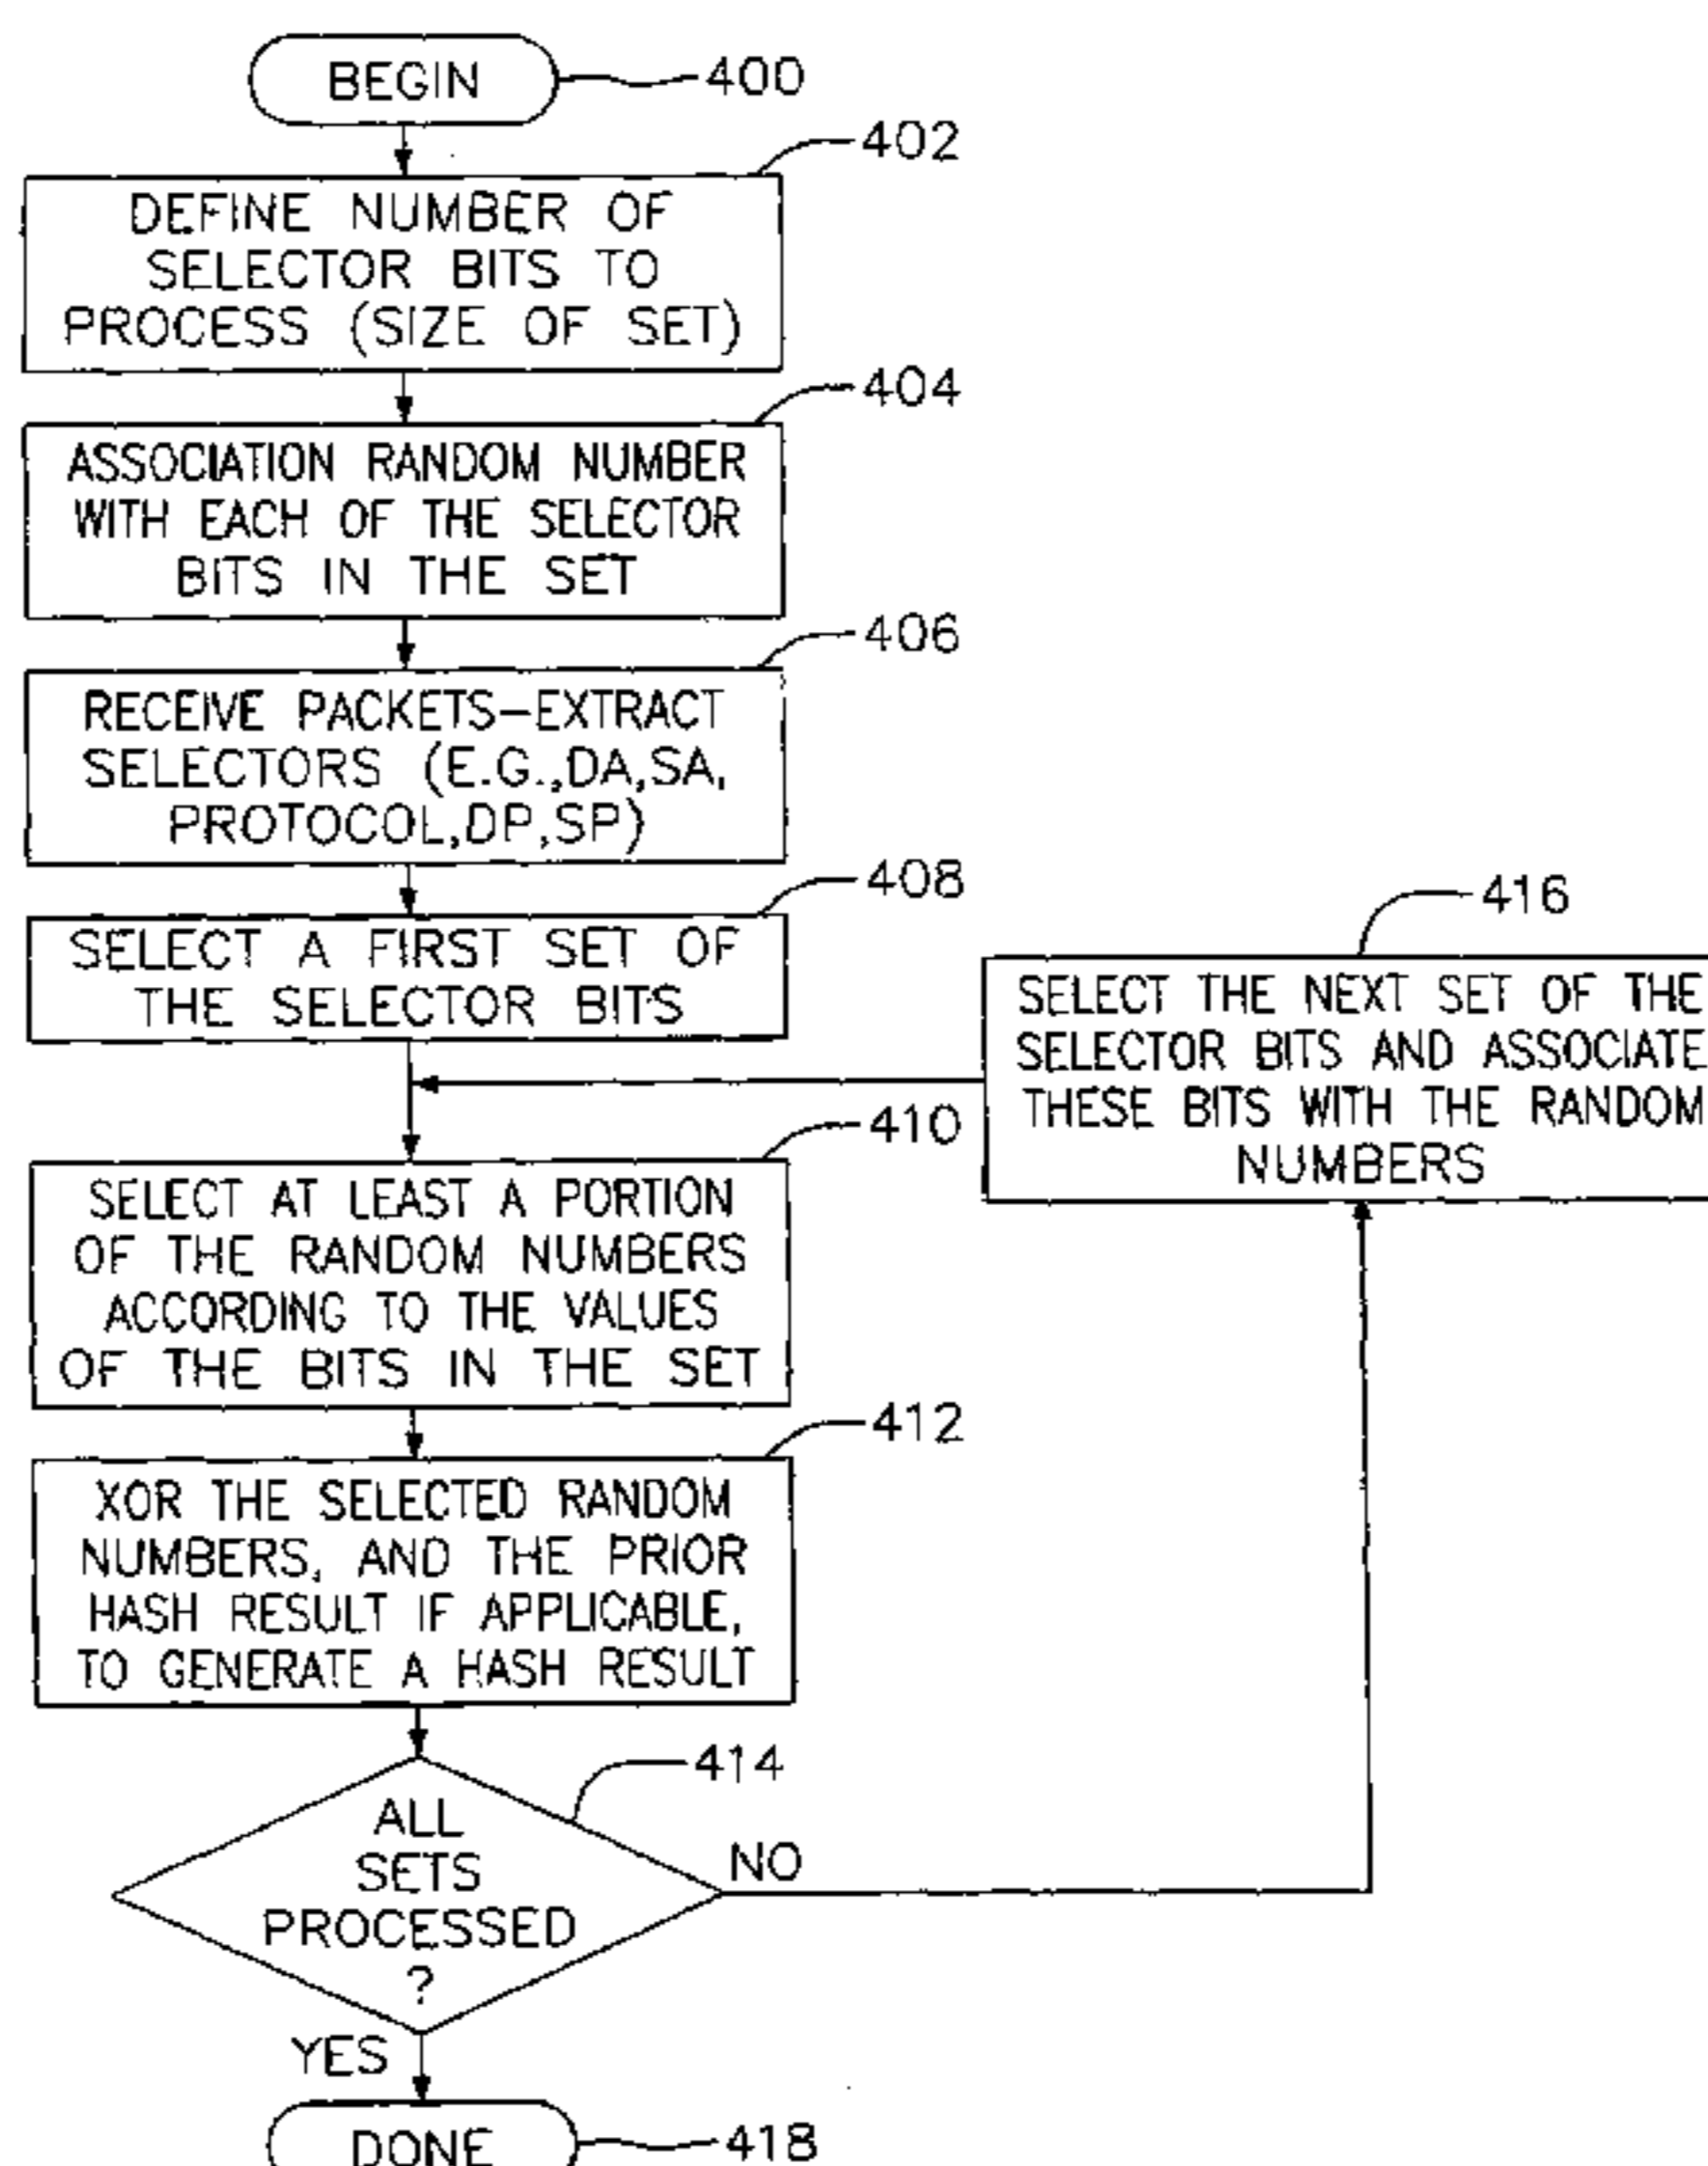 BEGIN
400
402
DEFINE NUMBER OF
SELECTOR BITS TO
PROCESS (SIZE OF SET)
404
ASSOCIATION RANDOM NUMBER
WITH EACH OF THE SELECTOR
BITS IN THE SET
406
RECEIVE PACKETS-EXTRACT
SELECTORS (E.G.,DA,SA,
PROTOCOL,DP,SP)
408
SELECT A FIRST SET OF
THE SELECTOR BITS
416
SELECT THE NEXT SET OF THE
SELECTOR BITS AND ASSOCIATE
THESE BITS WITH THE RANDOM
NUMBERS
410
SELECT AT LEAST A PORTION
OF THE RANDOM NUMBERS
ACCORDING TO THE VALUES
OF THE BITS IN THE SET
412
XOR THE SELECTED RANDOM
NUMBERS, AND THE PRIOR
HASH RESULT IF APPLICABLE,
TO GENERATE A HASH RESULT
414
ALL
SETS
PROCESSED
?
NO
YES
DONE
418